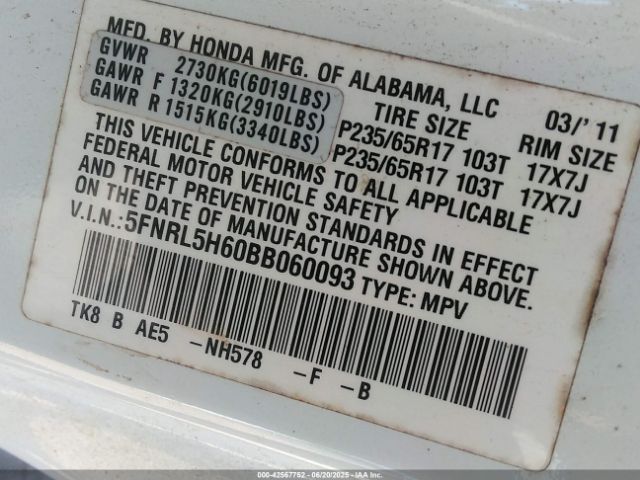 MFD. BY HONDA MFG. OF ALABAMA, LLC 03/'11
GVWR 2730KG(6019LBS) TIRE SIZE RIM SIZE
GAWR F 1320KG(2910LBS) P235/65R17 103T 17X7J
GAWR R 1515KG(3340LBS) P235/65R17 103T 17X7J
THIS VEHICLE CONFORMS TO ALL APPLICABLE
FEDERAL MOTOR VEHICLE SAFETY
AND THEFT PREVENTION STANDARDS IN EFFECT
ON THE DATE OF MANUFACTURE SHOWN ABOVE.
V.I.N.:5FNRL5H60BB060093 TYPE: MPV
TK8 B AE5 -NH578 -F -B
000-42567752 | 06/20/2025 - IAA Inc.